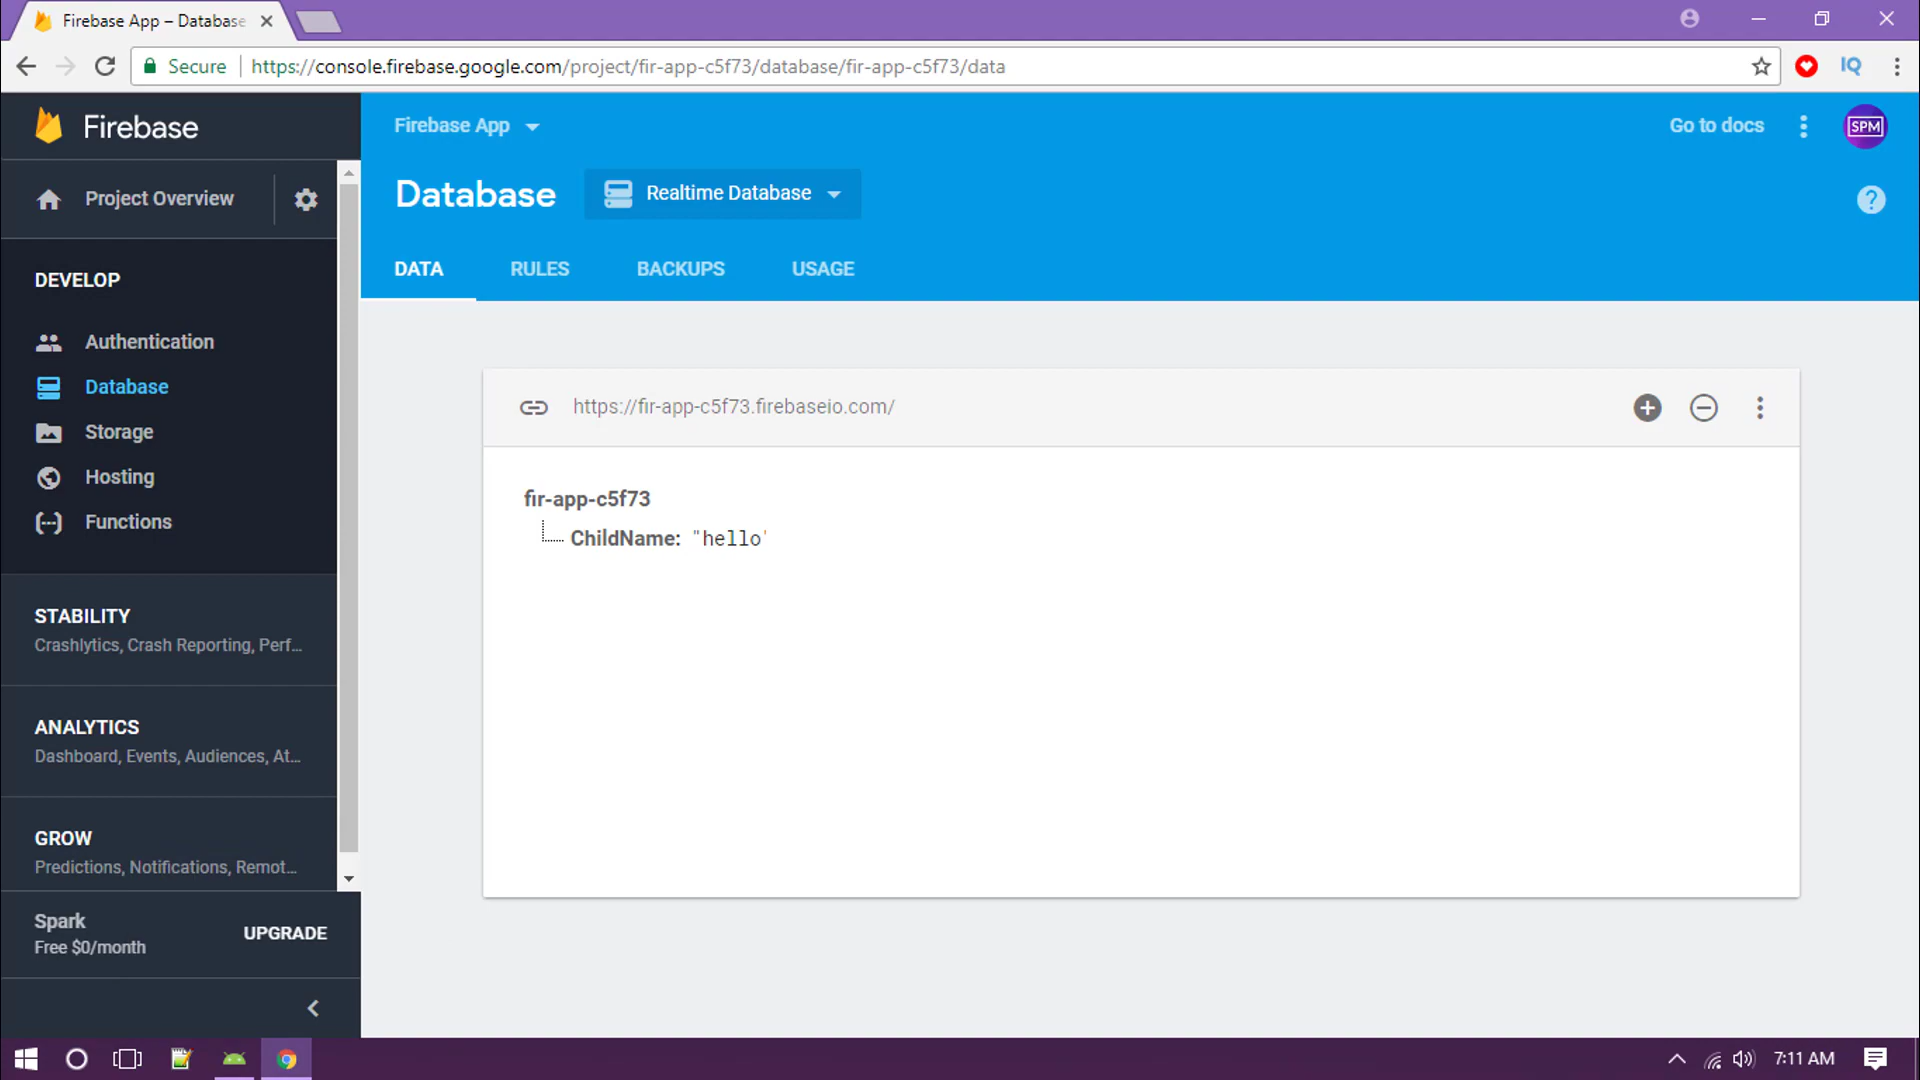 Firebase App – Database
Secure https://console.firebase.google.com/project/fir-app-c5f73/database/fir-app-c5f73/data
IQ
Firebase
Firebase App
Go to docs
SPM
Project Overview
Database
Realtime Database
?
DATA
RULES
BACKUPS
USAGE
DEVELOP
Authentication
Database
Storage
Hosting
Functions
https://fir-app-c5f73.firebaseio.com/
fir-app-c5f73
ChildName: "hello'
STABILITY
Crashlytics, Crash Reporting, Perf...
ANALYTICS
Dashboard, Events, Audiences, At...
GROW
Predictions, Notifications, Remot...
Spark
Free $0/month
UPGRADE
7:11 AM